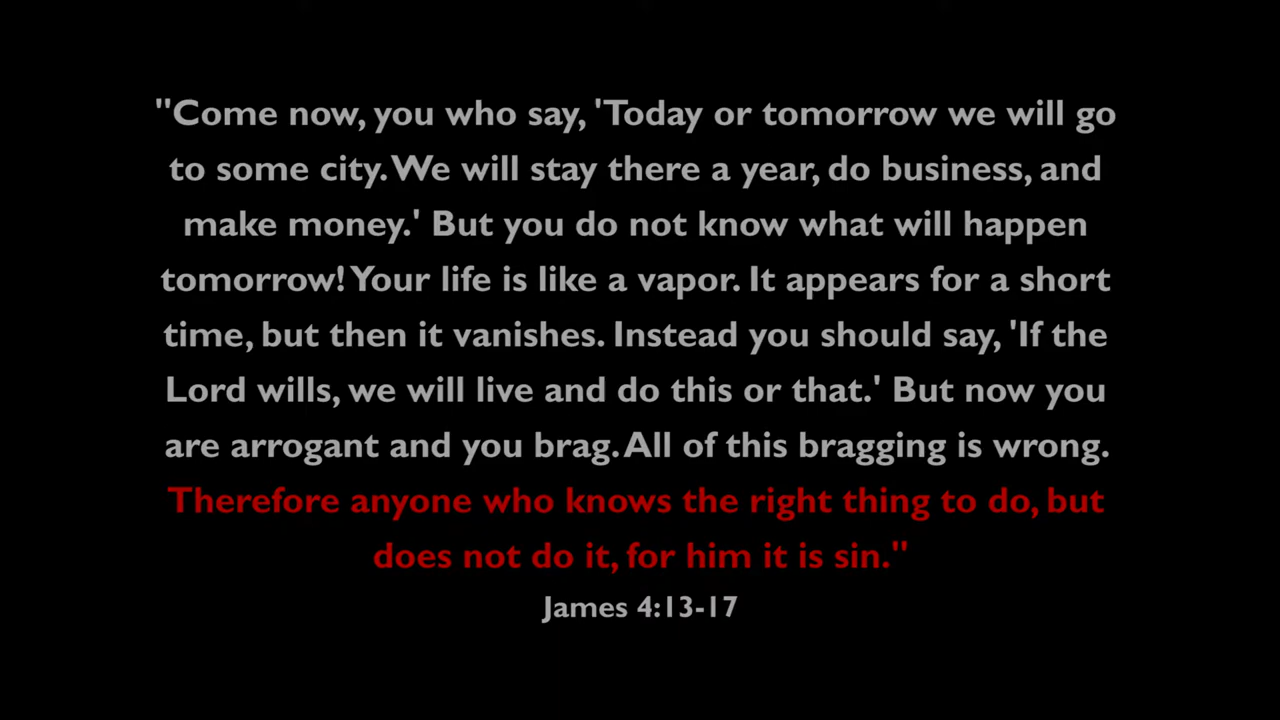 "Come now, you who say, 'Today or tomorrow we will go
to some city. We will stay there a year, do business, and
make money.' But you do not know what will happen
tomorrow! Your life is like a vapor. It appears for a short
time, but then it vanishes. Instead you should say, 'If the
Lord wills, we will live and do this or that.' But now you
are arrogant and you brag. All of this bragging is wrong.
Therefore anyone who knows the right thing to do, but
does not do it, for him it is sin."
James 4:13-17